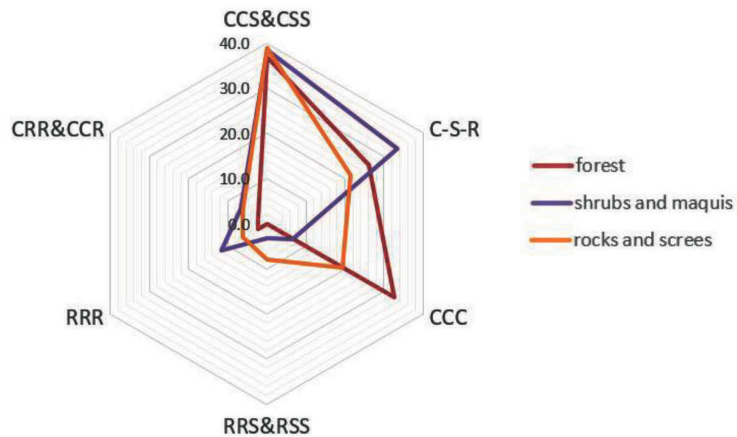 CCS&CSS
40.0
30.0
CRR&CCR
C-S-R
20.0
forest
10.0
shrubs and maquis
0.0
rocks and screes
RRR
CCC
RRS&RSS